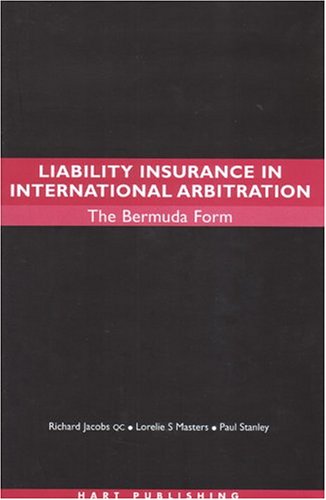 LIABILITY INSURANCE IN
INTERNATIONAL ARBITRATION
The Bermuda Form
Richard Jacobs QC • Lorelie S Masters • Paul Stanley
HART PUBLISHING